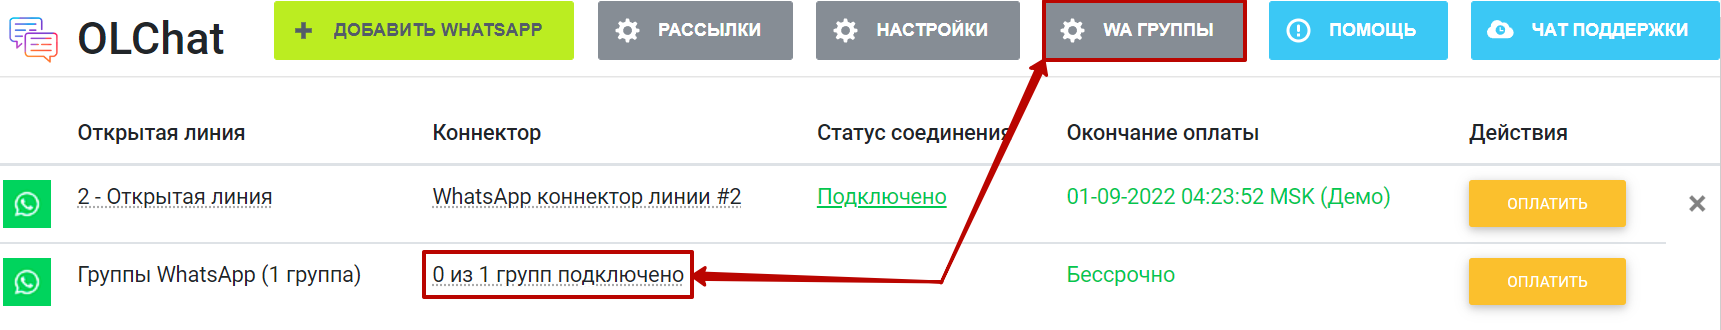 OLChat
ДОБАВИТЬ WHATSAPP
РАССЫЛКИ
НАСТРОЙКИ
WA ГРУППЫ
ПОМОЩЬ
ЧАТ ПОДДЕРЖКИ
Открытая линия Коннектор Статус соединения Окончание оплаты Действия
2 - Открытая линия WhatsApp коннектор линии #2 Подключено 01-09-2022 04:23:52 MSK (Демо) ОПЛАТИТЬ
Группы WhatsApp (1 группа) 0 из 1 групп подключено Бессрочно ОПЛАТИТЬ